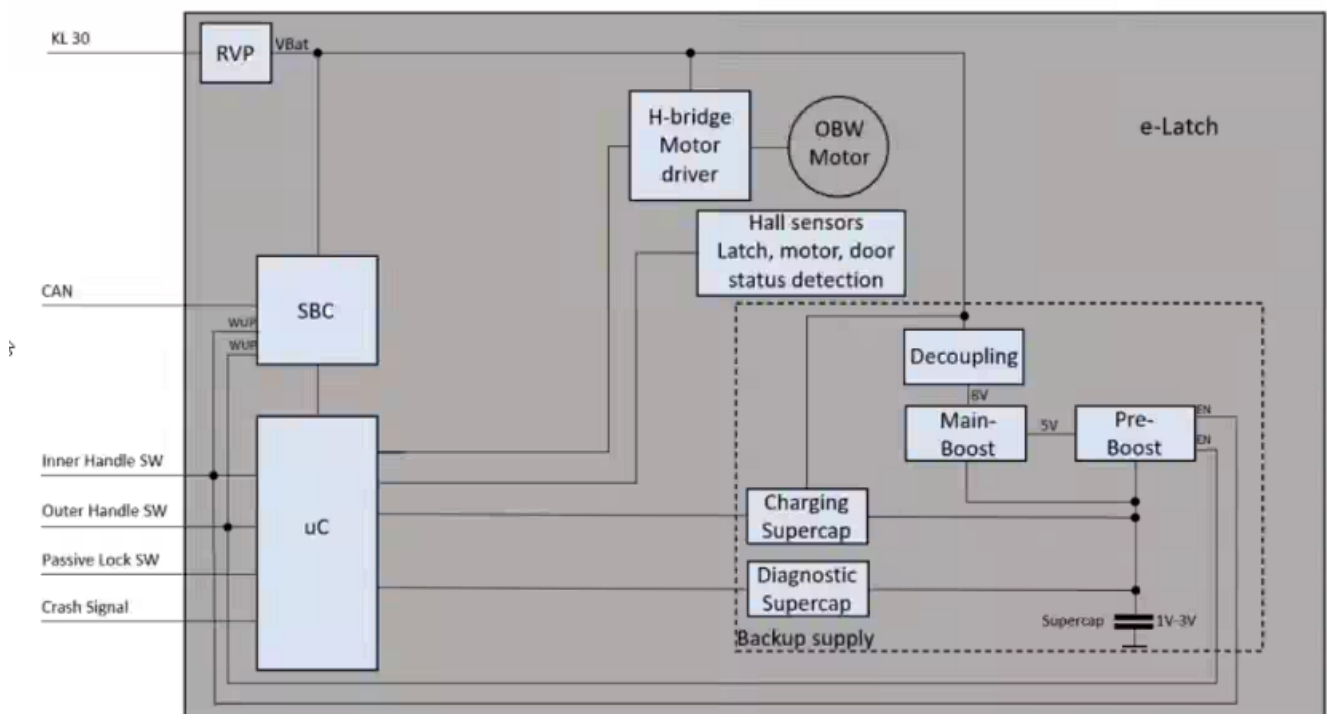 KL 30
RVP
VBat
H-bridge
Motor
driver
OBW
Motor
e-Latch
Hall sensors
Latch, motor, door
status detection
CAN
SBC
WUP
WUP
Decoupling
8V
Main-
Boost
5V
Pre-
Boost
EN
EN
Inner Handle SW
Outer Handle SW
Passive Lock SW
Crash Signal
uC
Charging
Supercap
Diagnostic
Supercap
Supercap
1V-3V
Backup supply